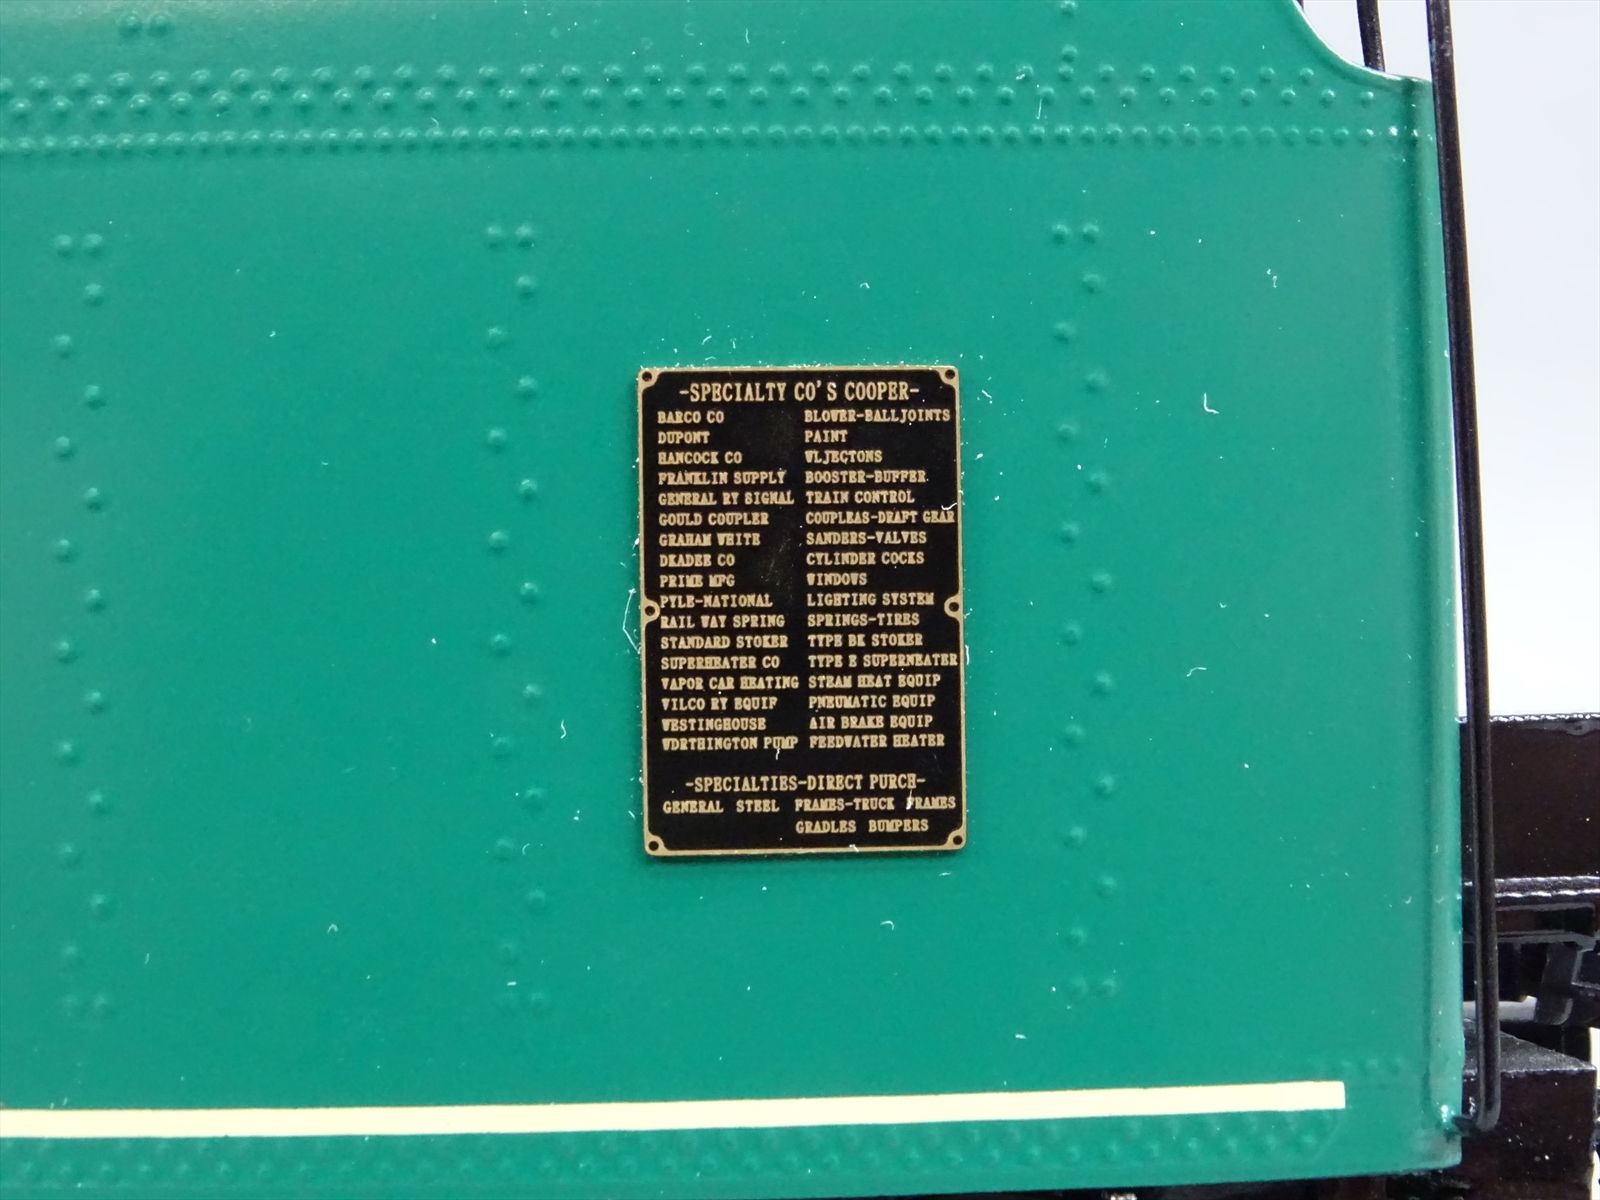 -SPECIALTY CO'S COOPER-
BARCO CO BLOWER-BALLJOINTS
DUPONT PAINT
HANCOCK CO WLJECTONS
FRANKLIN SUPPLY BOOSTER-BUFFER
GENERAL RY SIGNAL TRAIN CONTROL
GOULD COUPLER COUPLEAS-DRAFT GEAR
GRAHAM WHITE SANDERS-VALVES
DKADEE CO CYLINDER COCKS
PRIME MFG WINDOWS
PYLE-NATIONAL LIGHTING SYSTEM
RAIL WAY SPRING SPRINGS-TIRES
STANDARD STOKER TYPE BK STOKER
SUPERHEATER CO TYPE E SUPERNEATER
VAPOR CAR HEATING STEAM HEAT EQUIP
VILCO RY EQUIP PNEUMATIC EQUIP
WESTINGHOUSE AIR BRAKE EQUIP
WDRTHINGTON PUMP FEEDWATER HEATER
-SPECIALTIES-DIRECT PURCH-
GENERAL STEEL FRAMES-TRUCK FRAMES
GRADLES BUMPERS